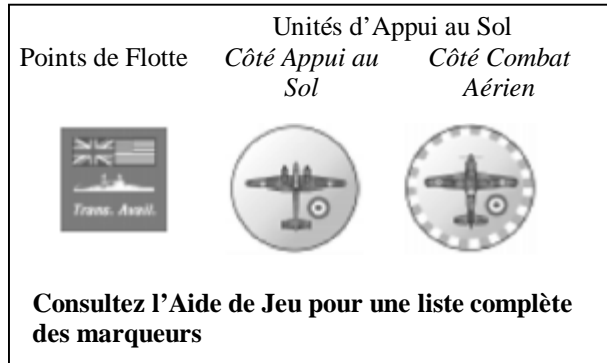 Unités d’Appui au Sol
Points de Flotte
Côté Appui au
Sol
Côté Combat
Aérien
Trans. Avail.
Consultez l’Aide de Jeu pour une liste complète
des marqueurs